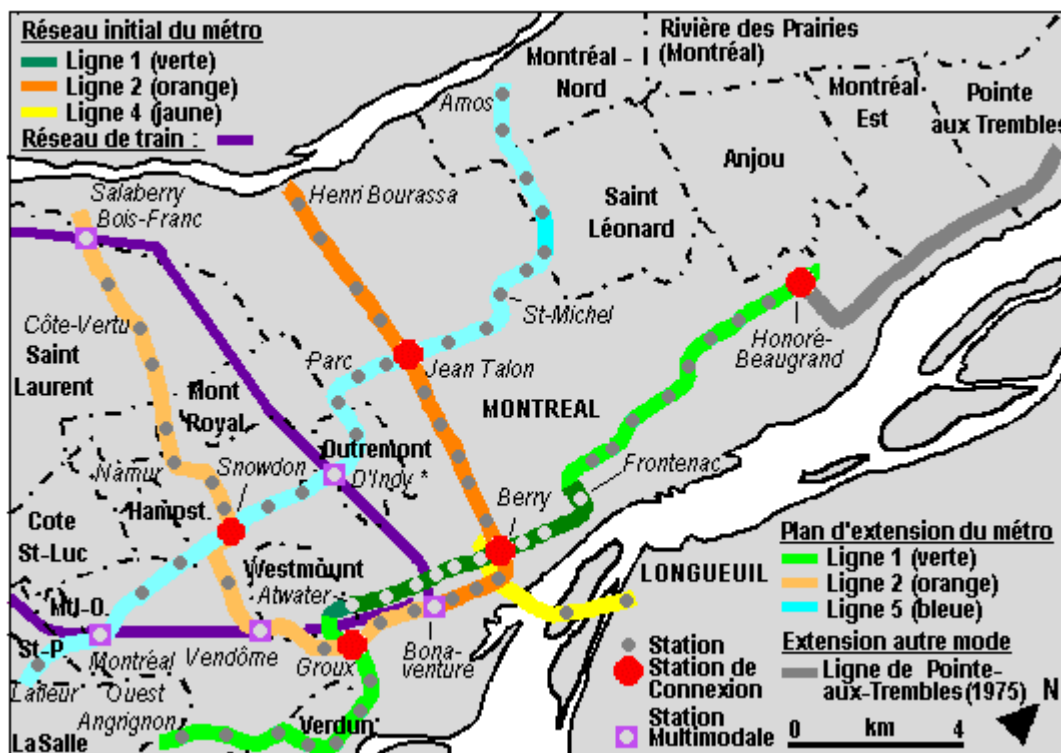 Réseau initial du métro
Ligne 1 (verte)
Ligne 2 (orange)
Ligne 4 (jaune)
Réseau de train :
Rivière des Prairies
(Montréal)
Montréal -
Nord
Montréal
Est
Pointe
aux Trembles
Amos
Anjou
Saint
Léonard
Salaberry
Bois-Franc
Henri Bourassa
Côte-Vertu
Saint
Laurent
St-Michel
Honoré-
Beaugrand
Parc
Jean Talon
Mont
Royal
MONTREAL
Outremont
D'Indy *
Namur
Snowdon
Frontenac
Hampst.
Berry
Cote
St-Luc
Westmount
Atwater
LONGUEUIL
Mtl-O.
St-P.
Montréal
Ouest
Vendôme
Groux
Bona-
venture
Lafleur
Angrignon
Verdun
LaSalle
Plan d'extension du métro
Ligne 1 (verte)
Ligne 2 (orange)
Ligne 5 (bleue)
Extension autre mode
Ligne de Pointe-
aux-Trembles (1975)
Station
Station de
Connexion
Station
Multimodale
N
0 km 4